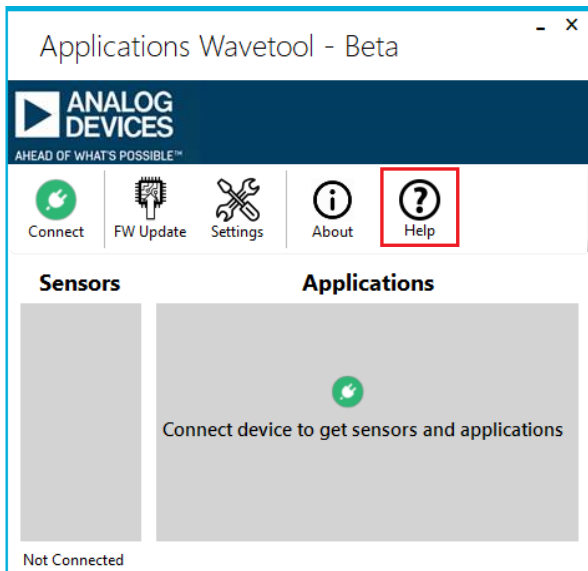 Applications Wavetool - Beta
ANALOG
DEVICES
AHEAD OF WHAT'S POSSIBLE™
Connect FW Update Settings About Help
Sensors Applications
Connect device to get sensors and applications
Not Connected